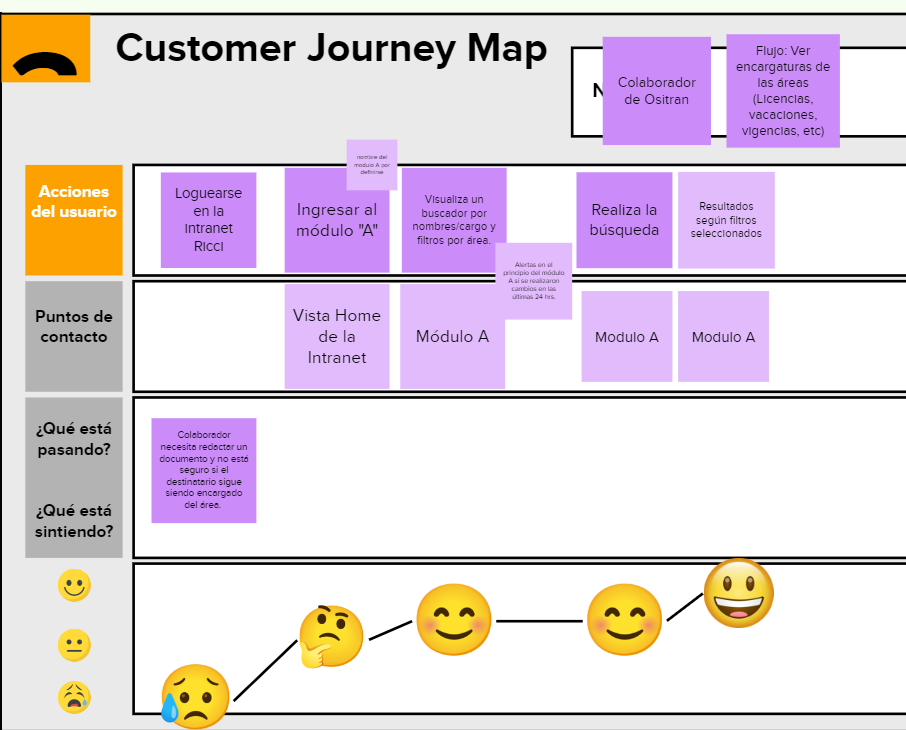 Customer Journey Map
N
Colaborador
de Ositran
Flujo: Ver
encargaturas de
las áreas
(Licencias,
vacaciones,
vigencias, etc)
Acciones
del usuario
Loguearse
en la
intranet
Ricci
nombre del
modulo A por
definirse
Ingresar al
módulo "A"
Visualiza un
buscador por
nombres/cargo y
filtros por área.
Alertas en el
principio del módulo
A si se realizaron
cambios en las
últimas 24 hrs.
Realiza la
búsqueda
Resultados
según filtros
seleccionados
Puntos de
contacto
Vista Home
de la
Intranet
Módulo A
Modulo A
Modulo A
¿Qué está
pasando?
¿Qué está
sintiendo?
Colaborador
necesita redactar un
documento y no está
seguro si el
destinatario sigue
siendo encargado
del área.